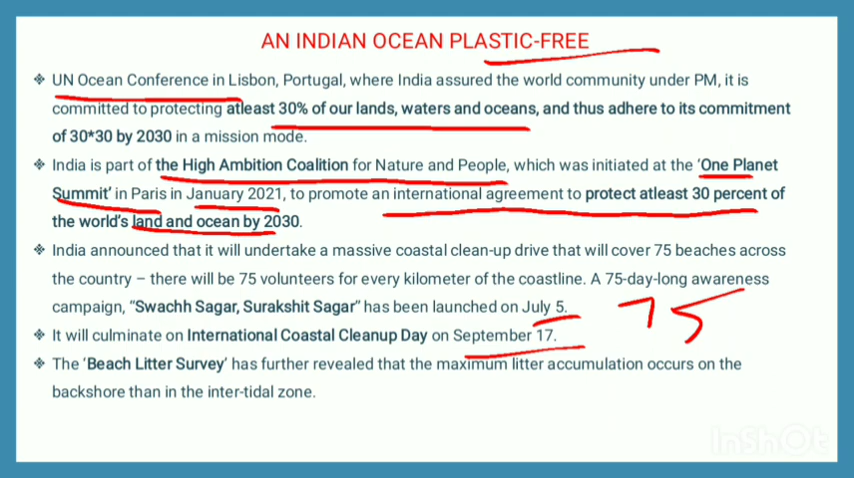 AN INDIAN OCEAN PLASTIC-FREE
❖ UN Ocean Conference in Lisbon, Portugal, where India assured the world community under PM, it is
committed to protecting atleast 30% of our lands, waters and oceans, and thus adhere to its commitment
of 30*30 by 2030 in a mission mode.
❖ India is part of the High Ambition Coalition for Nature and People, which was initiated at the ‘One Planet
Summit’ in Paris in January 2021, to promote an international agreement to protect atleast 30 percent of
the world’s land and ocean by 2030.
❖ India announced that it will undertake a massive coastal clean-up drive that will cover 75 beaches across
the country – there will be 75 volunteers for every kilometer of the coastline. A 75-day-long awareness
campaign, “Swachh Sagar, Surakshit Sagar” has been launched on July 5.
75
❖ It will culminate on International Coastal Cleanup Day on September 17.
❖ The ‘Beach Litter Survey’ has further revealed that the maximum litter accumulation occurs on the
backshore than in the inter-tidal zone.
InShOt